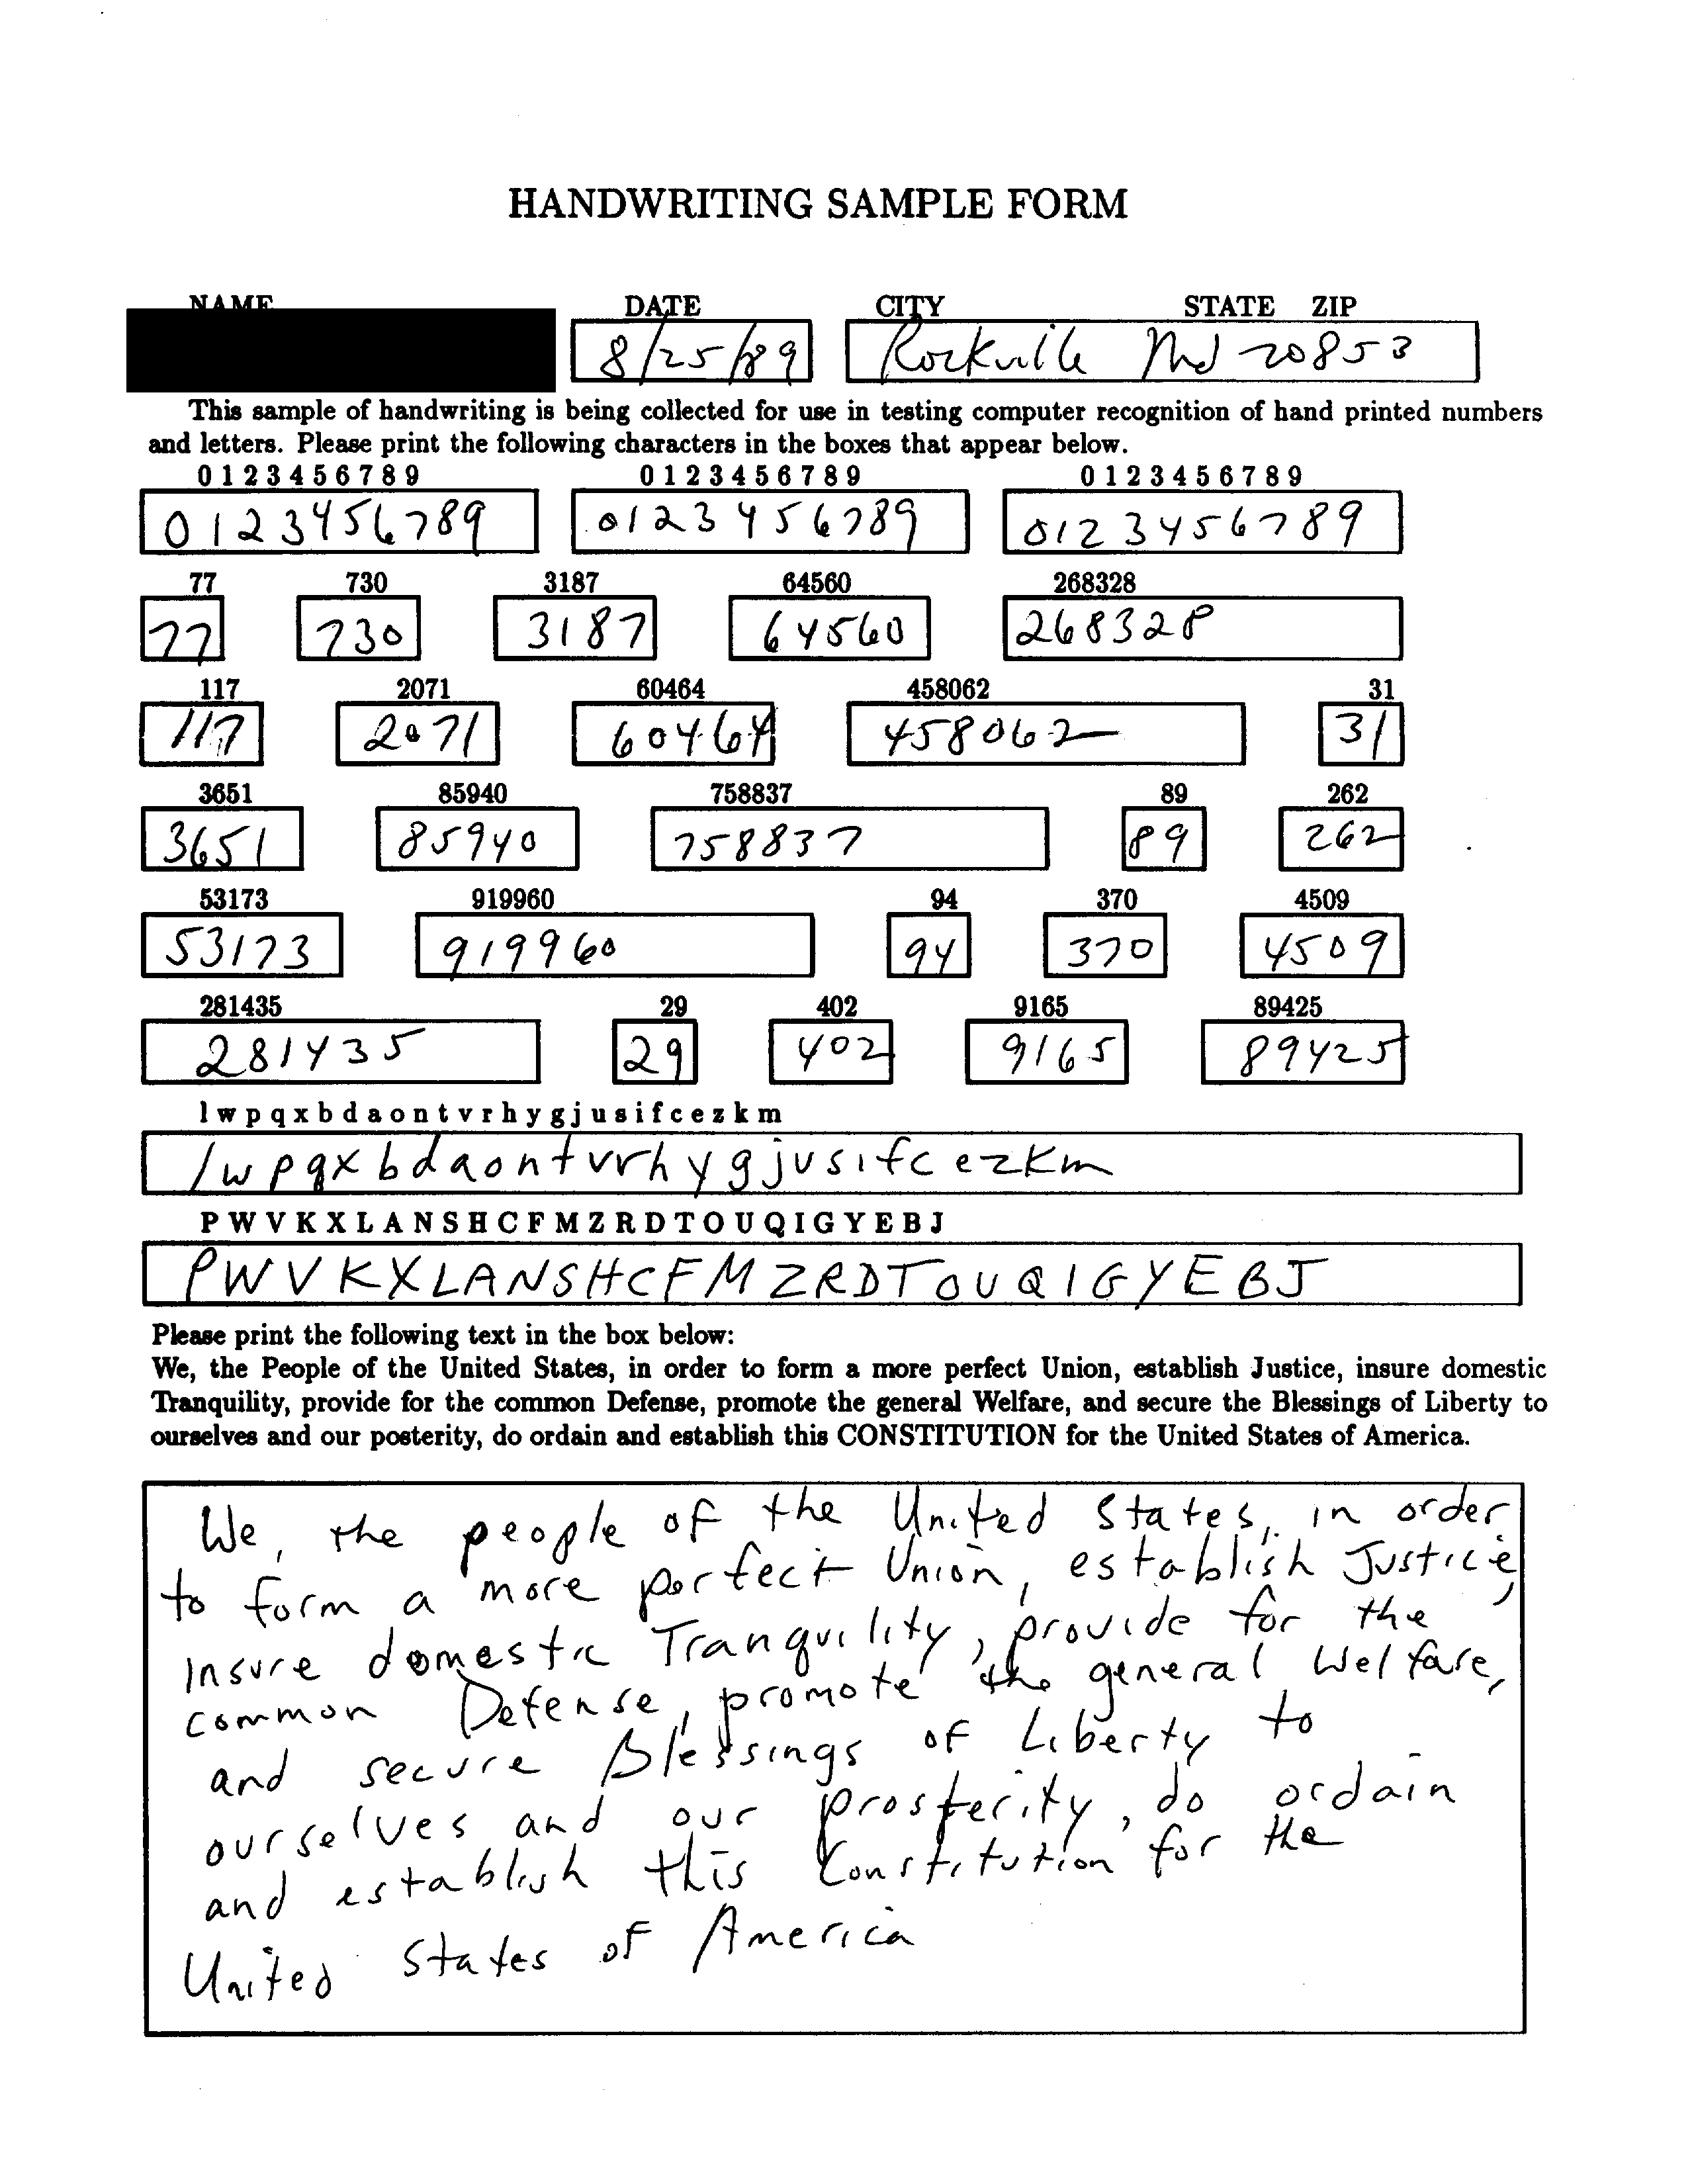 HANDWRITING SAMPLE FORM
NAME DATE CITY STATE ZIP
8/25/89 Rockville Md 20853
This sample of handwriting is being collected for use in testing computer recognition of hand printed numbers
and letters. Please print the following characters in the boxes that appear below.
0 1 2 3 4 5 6 7 8 9 0 1 2 3 4 5 6 7 8 9 0 1 2 3 4 5 6 7 8 9
0123456789 0123456789 0123456789
77 730 3187 64560 268328
77 730 3187 64560 268328
117 2071 60464 458062 31
117 2071 60464 458062 31
3651 85940 758837 89 262
3651 85940 758837 89 262
53173 919960 94 370 4509
53173 919960 94 370 4509
281435 29 402 9165 89425
281435 29 402 9165 89425
l w p q x b d a o n t v r h y g j u s i f c e z k m
l w p q x b d a o n t v r h y g j u s i f c e z k m
P W V K X L A N S H C F M Z R D T O U Q I G Y E B J
P W V K X L A N S H C F M Z R D T O U Q I G Y E B J
Please print the following text in the box below:
We, the People of the United States, in order to form a more perfect Union, establish Justice, insure domestic
Tranquility, provide for the common Defense, promote the general Welfare, and secure the Blessings of Liberty to
ourselves and our posterity, do ordain and establish this CONSTITUTION for the United States of America.
We, the people of the United States, in order
to form a more perfect Union, establish Justice,
insure domestic Tranquility, provide for the
common Defense, promote the general Welfare,
and secure Blessings of Liberty to
ourselves and our prosterity, do ordain
and establish this Constitution for the
United States of America